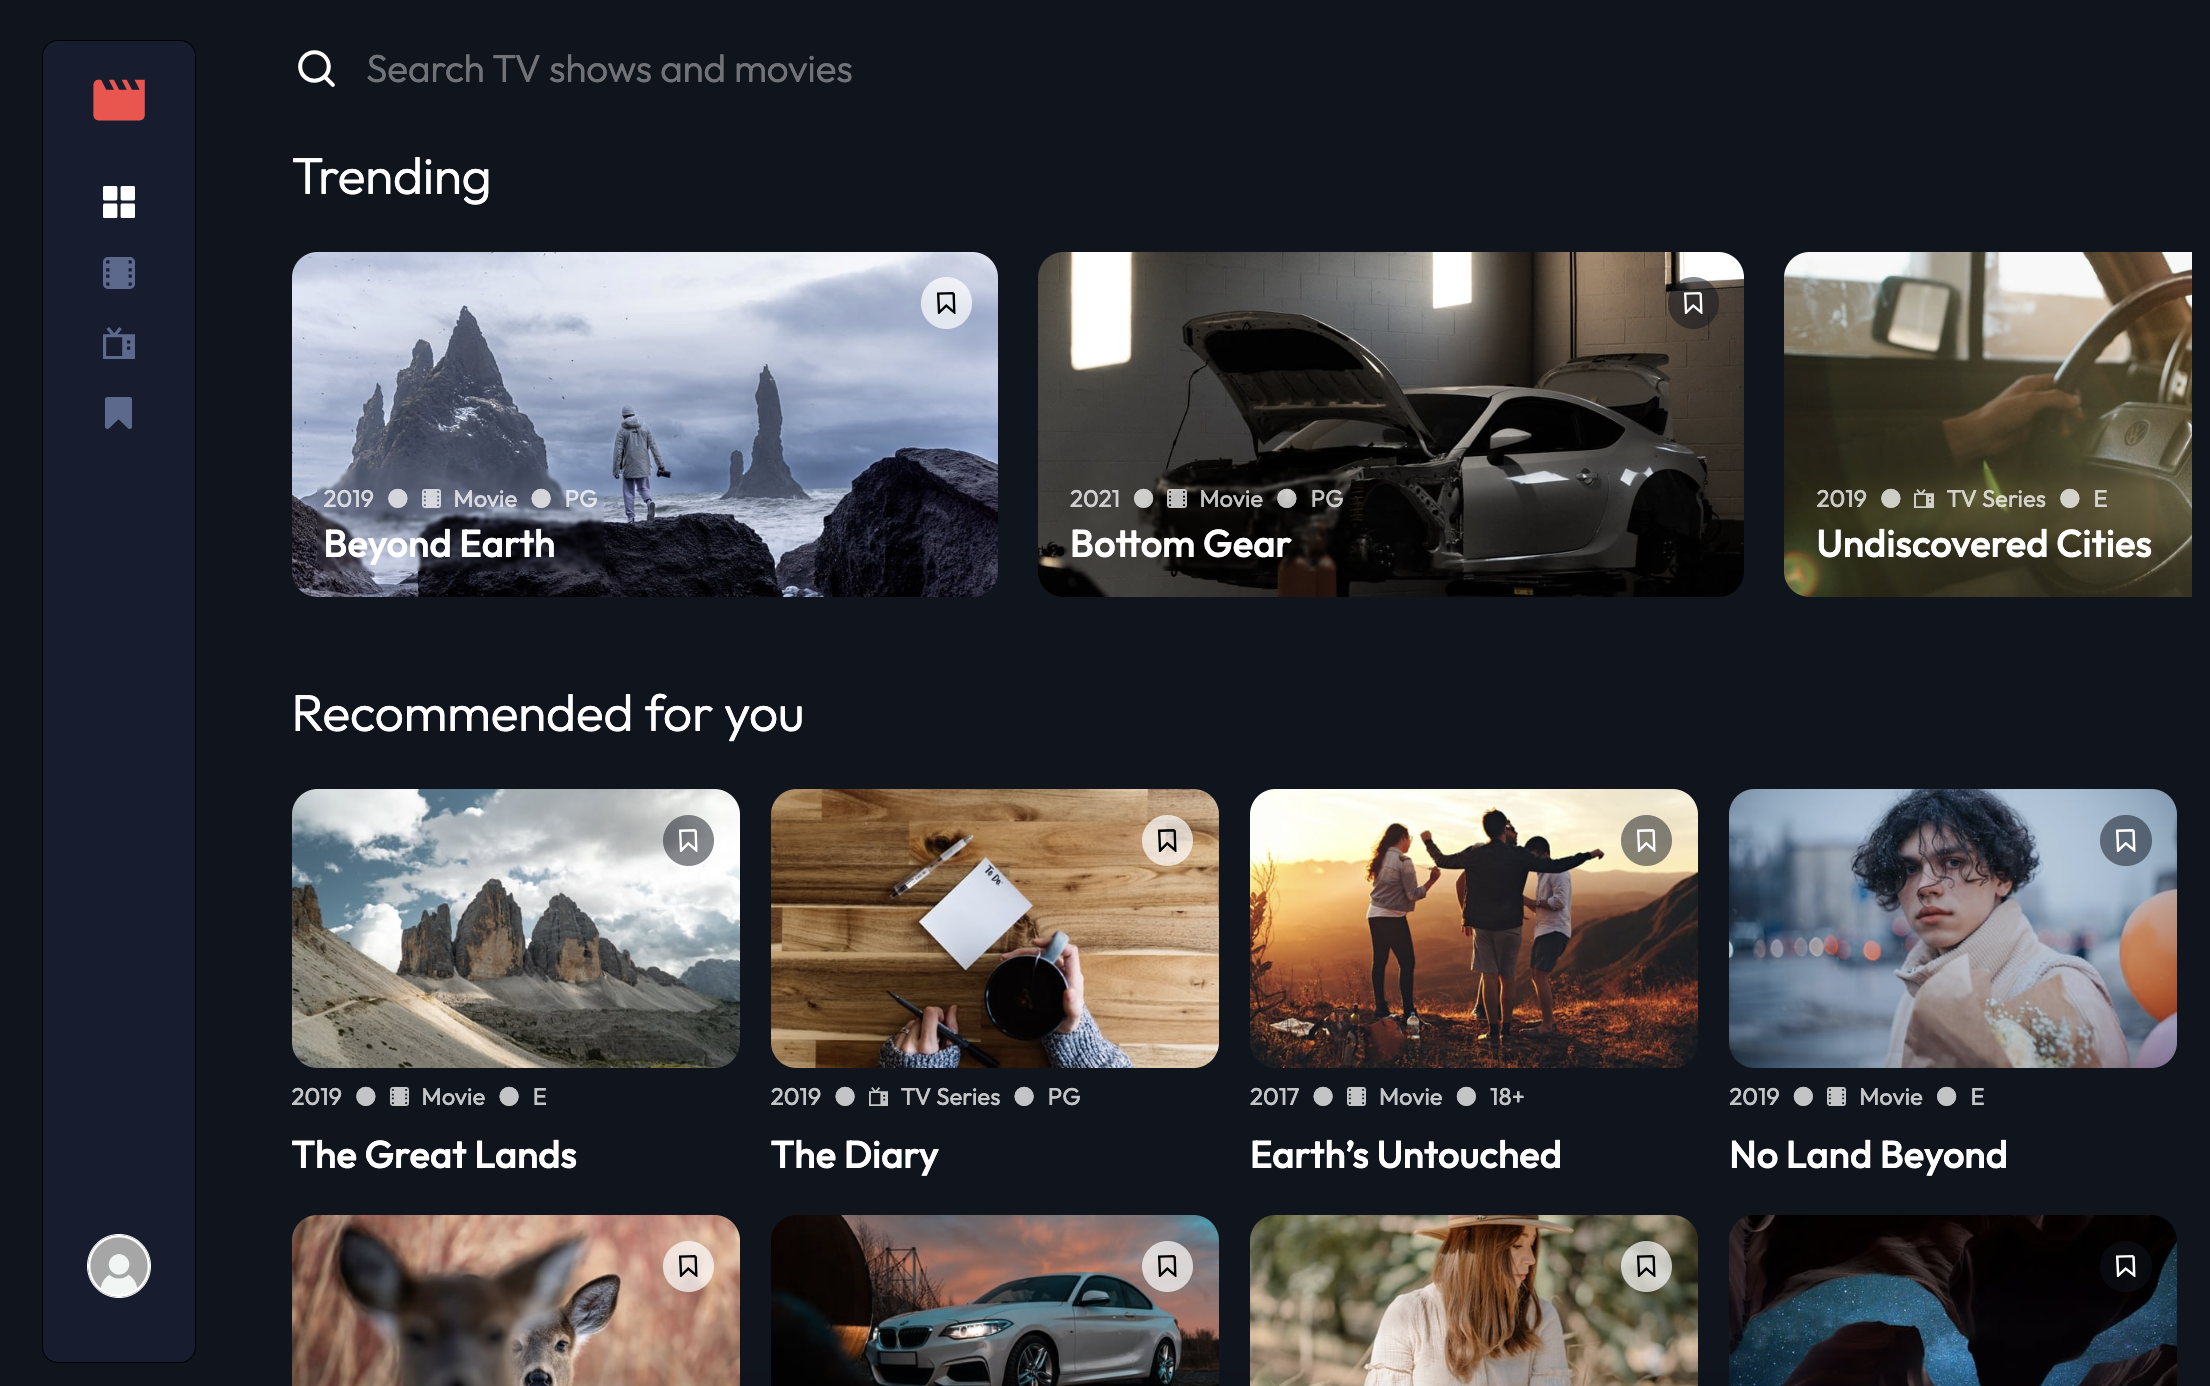 Search TV shows and movies
Trending
2019 Movie PG
Beyond Earth
2021 Movie PG
Bottom Gear
2019 TV Series E
Undiscovered Cities
Recommended for you
To Do:
2019 Movie E
The Great Lands
2019 TV Series PG
The Diary
2017 Movie 18+
Earth’s Untouched
2019 Movie E
No Land Beyond